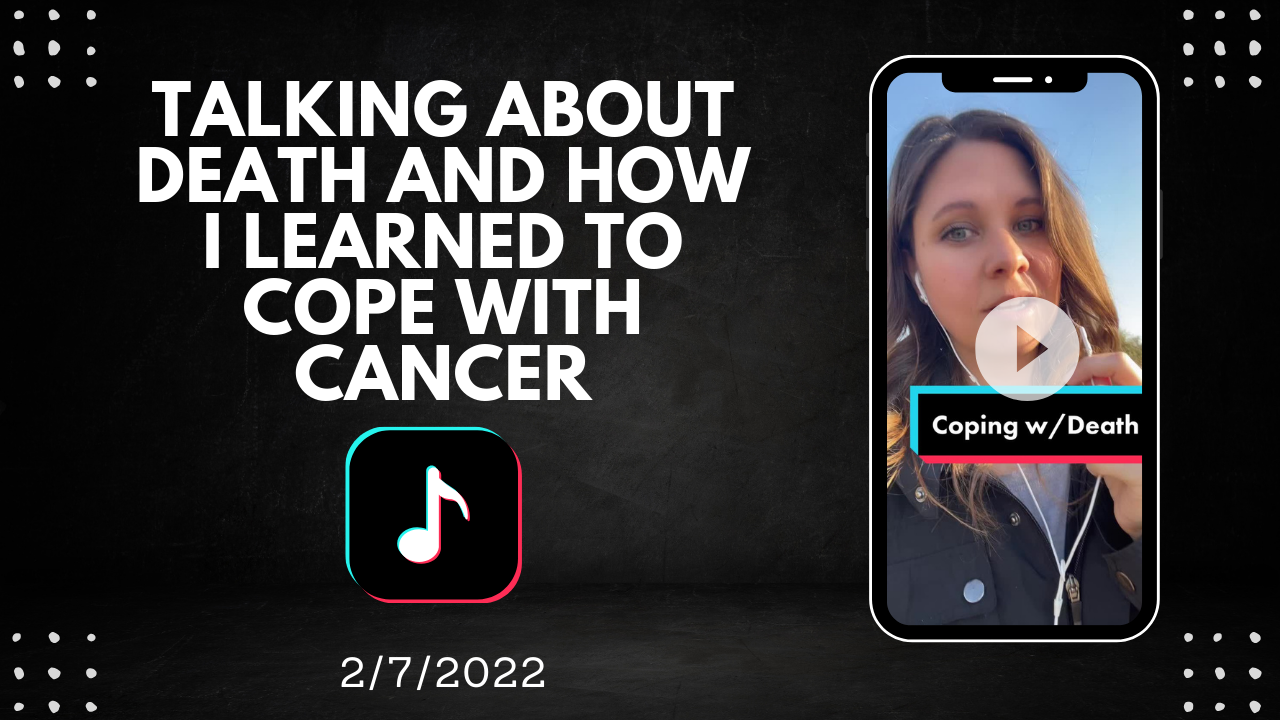 TALKING ABOUT
DEATH AND HOW
I LEARNED TO
COPE WITH
CANCER
2/7/2022
Coping w/Death